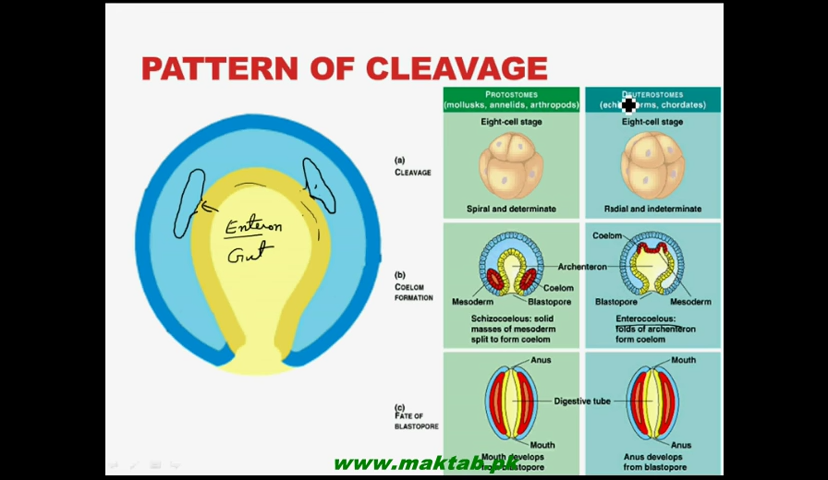 PATTERN OF CLEAVAGE
Enteron
Gut
PROTOSTOMES
(mollusks, annelids, arthropods)
DEUTEROSTOMES
chordates)
(a)
CLEAVAGE
Eight-cell stage
Spiral and determinate
Eight-cell stage
Radial and indeterminate
(b)
COELOM
FORMATION
Archenteron
Coelom
Mesoderm
Blastopore
Schizocoelous: solid
masses of mesoderm
split to form coelom
Coelom
Blastopore
Mesoderm
Enterocoelous:
folds of archenteron
form coelom
(c)
FATE OF
BLASTOPORE
Anus
Digestive tube
Mouth
Mouth develops
from blastopore
Mouth
Anus
Anus develops
from blastopore
www.maktab.pk